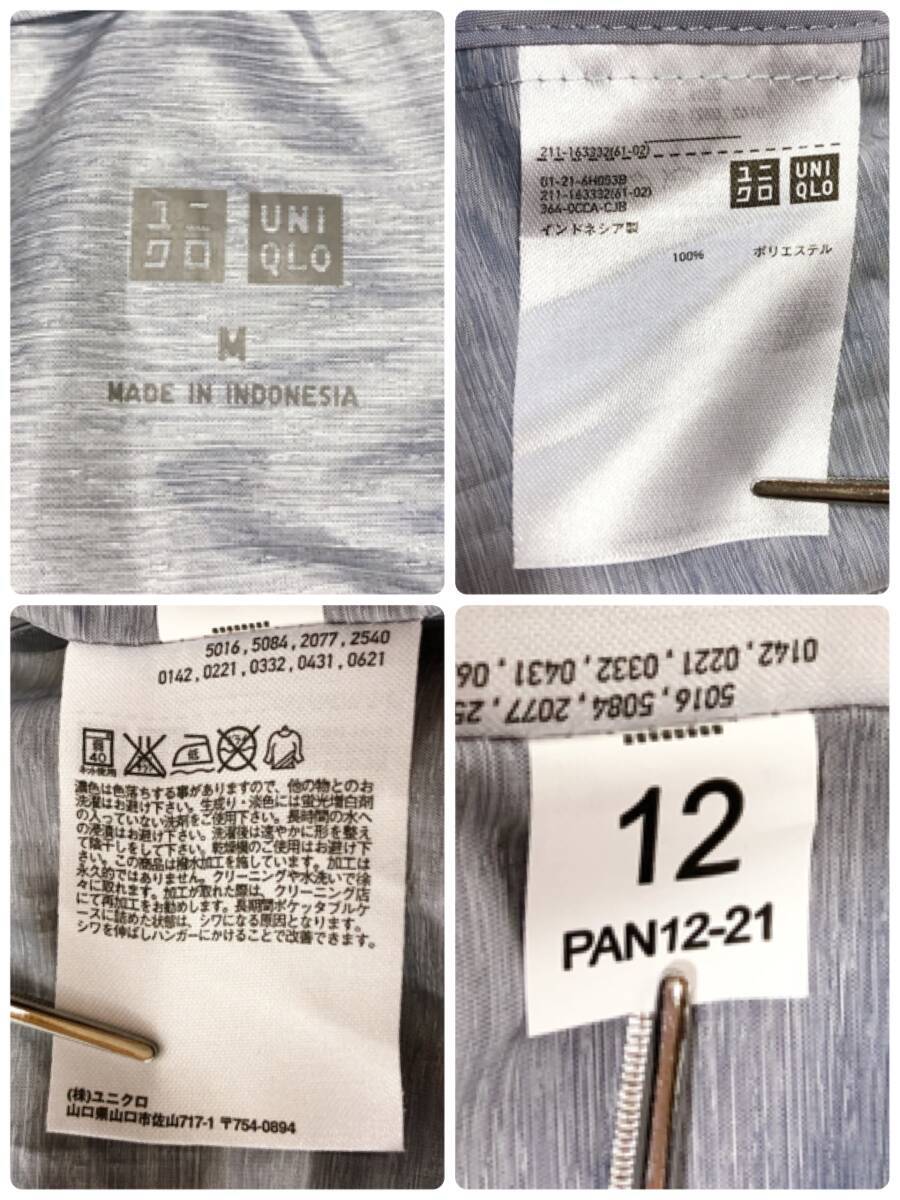 ユニ
クロ
UNI
QLO
M
MADE IN INDONESIA
211-163332(61-02)
01-21-6H053B
211-163332(61-02)
364-0CCA-CJB
インドネシア製
ユニ
クロ
UNI
QLO
100% ポリエステル
5016,5084,2077,2540
0142,0221,0332,0431,0621
弱
40
ネット使用
低
濃色は色落ちする事がありますので、他の物とのお
洗濯はお避け下さい。生成り・淡色には蛍光増白剤
の入っていない洗剤をご使用下さい。長時間の水へ
の浸漬はお避け下さい。洗濯後は速やかに形を整え
て陰干しをして下さい。乾燥機のご使用はお避け下
さい。この商品は撥水加工を施しています。加工は
永久的ではありません。クリーニングや水洗いで徐
々に取れます。加工が取れた際は、クリーニング店
にて再加工をお勧めします。長期間ポケッタブルケ
ースに詰めた状態は、シワになる原因となります。
シワを伸ばしハンガーにかけることで改善できます。
(株)ユニクロ
山口県山口市佐山717-1 〒754-0894
0142,0221,0332,0431,06
5016,5084,2077,25
12
PAN12-21